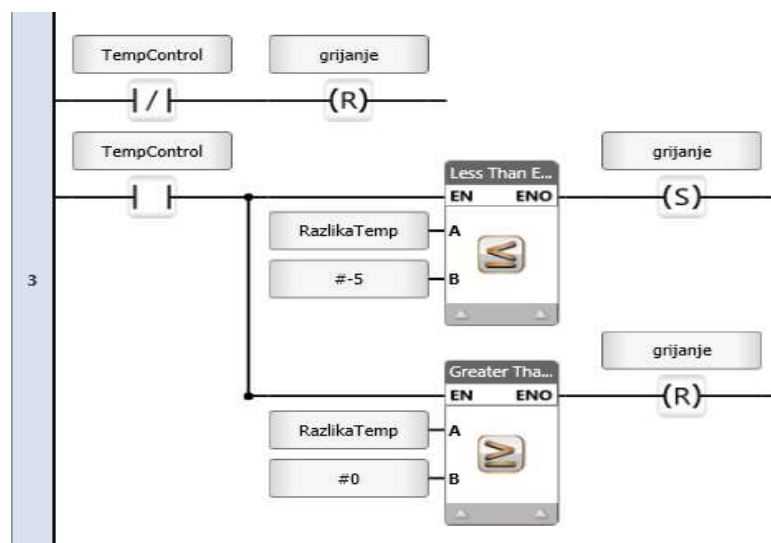 TempControl
grijanje
(R)
TempControl
Less Than E...
grijanje
EN
ENO
(S)
RazlikaTemp
A
#-5
B
3
grijanje
Greater Tha...
EN
ENO
(R)
RazlikaTemp
A
#0
B